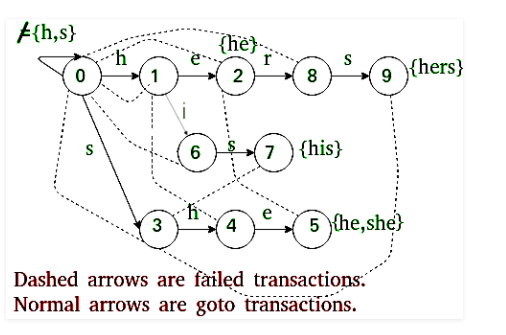 ≠{h,s}
h
e
{he}
r
s
{hers}
0
1
2
8
9
i
s
6
s
7
{his}
3
h
4
e
5
{he,she}
Dashed arrows are failed transactions.
Normal arrows are goto transactions.